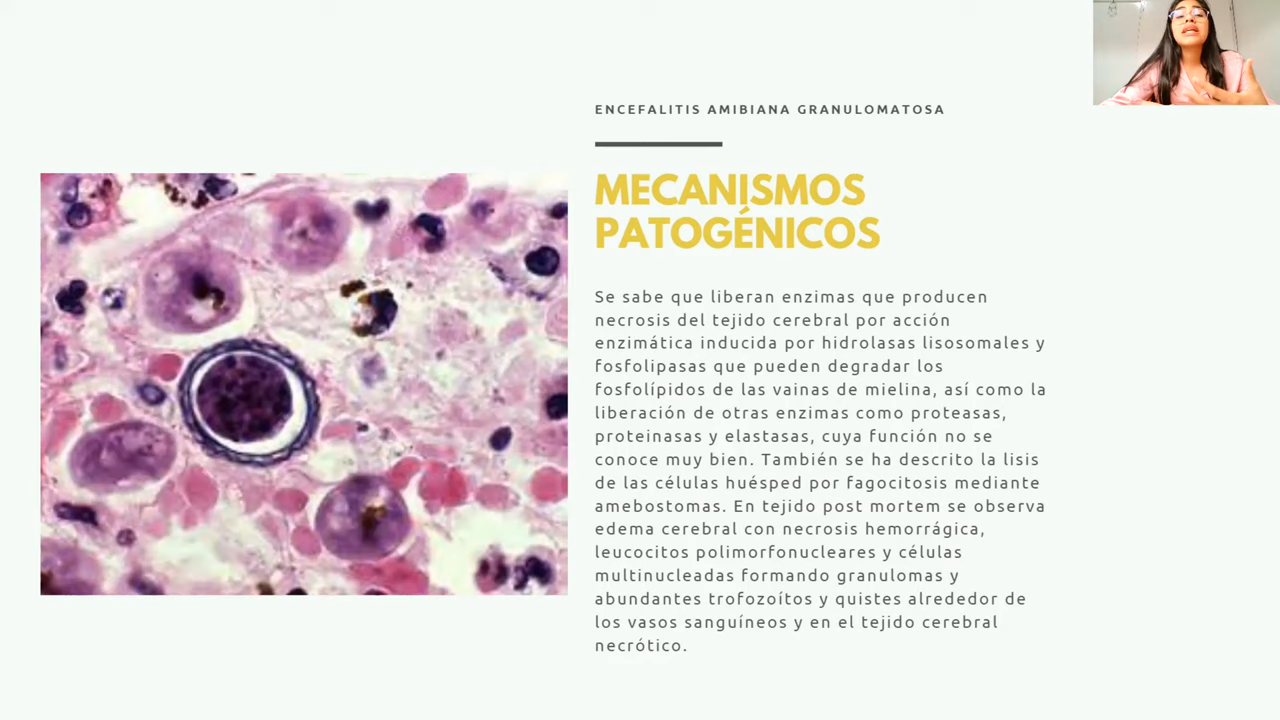 ENCEFALITIS AMIBIANA GRANULOMATOSA
MECANISMOS
PATOGÉNICOS
Se sabe que liberan enzimas que producen
necrosis del tejido cerebral por acción
enzimática inducida por hidrolasas lisosomales y
fosfolipasas que pueden degradar los
fosfolípidos de las vainas de mielina, así como la
liberación de otras enzimas como proteasas,
proteinasas y elastasas, cuya función no se
conoce muy bien. También se ha descrito la lisis
de las células huésped por fagocitosis mediante
amebostomas. En tejido post mortem se observa
edema cerebral con necrosis hemorrágica,
leucocitos polimorfonucleares y células
multinucleadas formando granulomas y
abundantes trofozoítos y quistes alrededor de
los vasos sanguíneos y en el tejido cerebral
necrótico.